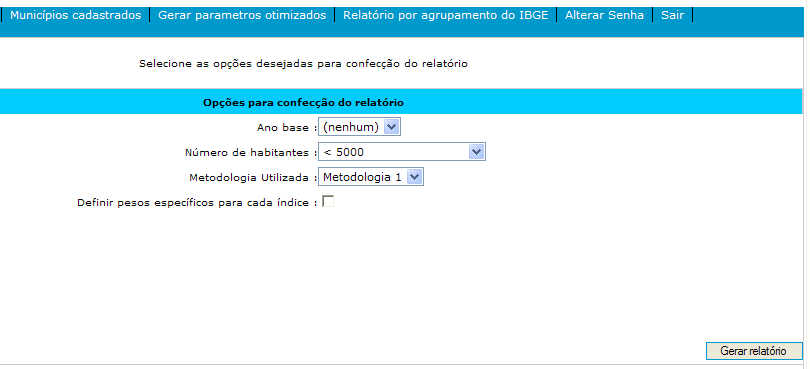 Municípios cadastrados | Gerar parametros otimizados | Relatório por agrupamento do IBGE | Alterar Senha | Sair |
Selecione as opções desejadas para confecção do relatório
Opções para confecção do relatório
Ano base : (nenhum)
Número de habitantes : < 5000
Metodologia Utilizada : Metodologia 1
Definir pesos específicos para cada índice :
Gerar relatório